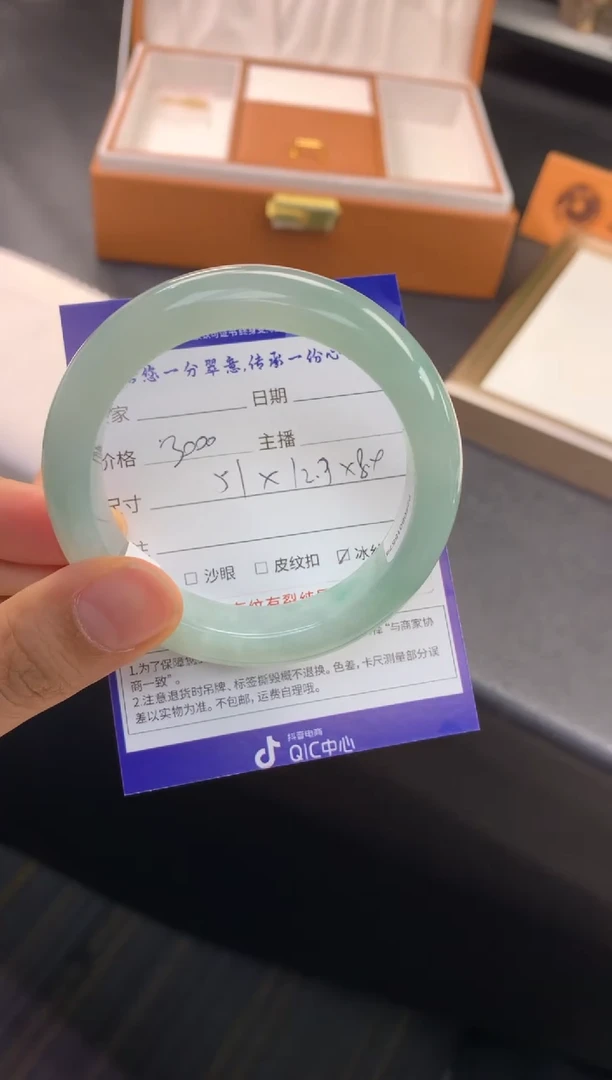 您一分翠意,传承一份心
家 日期
价格 3000 主播
尺寸 51×12.3×8.
□ 沙眼 □ 皮纹扣 ☑ 冰
1.为了保障
"与商家协
商一致"。
2.注意退货时吊牌、标签撕毁概不退换。色差,卡尺测量部分误
差以实物为准。不包邮,运费自理哦。
抖音电商
QIC中心